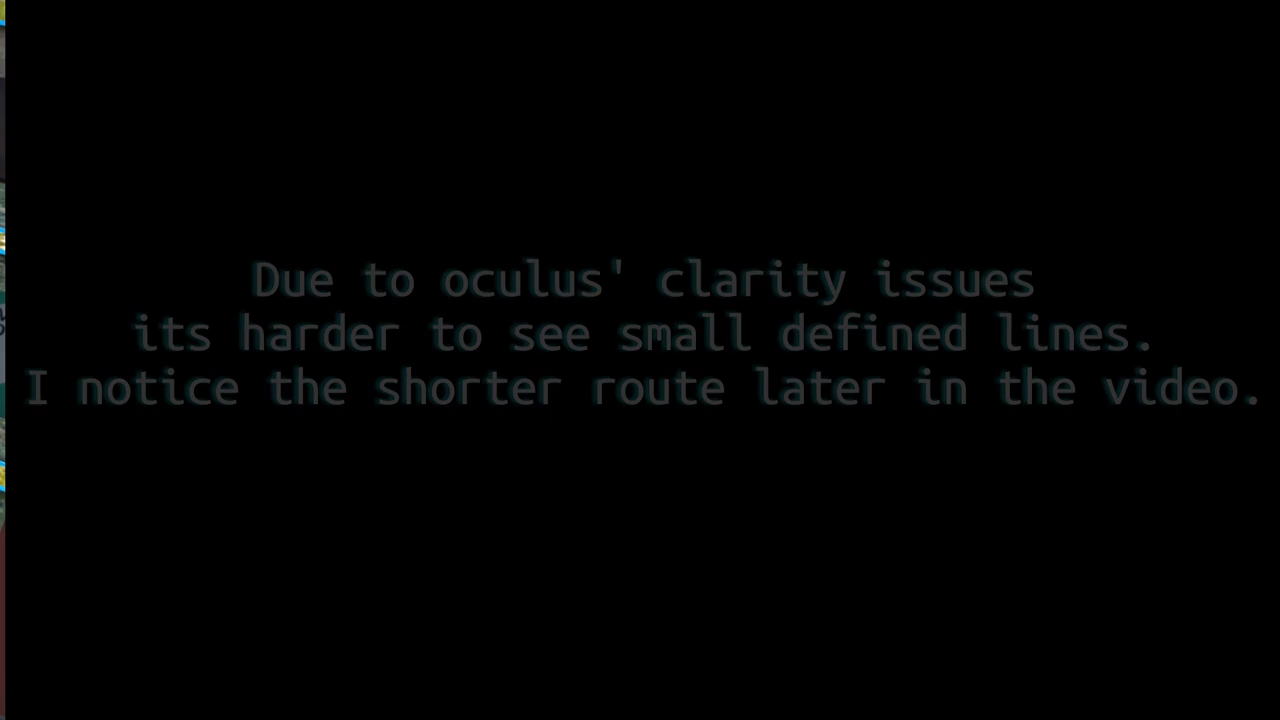 Due to oculus' clarity issues
its harder to see small defined lines.
I notice the shorter route later in the video.